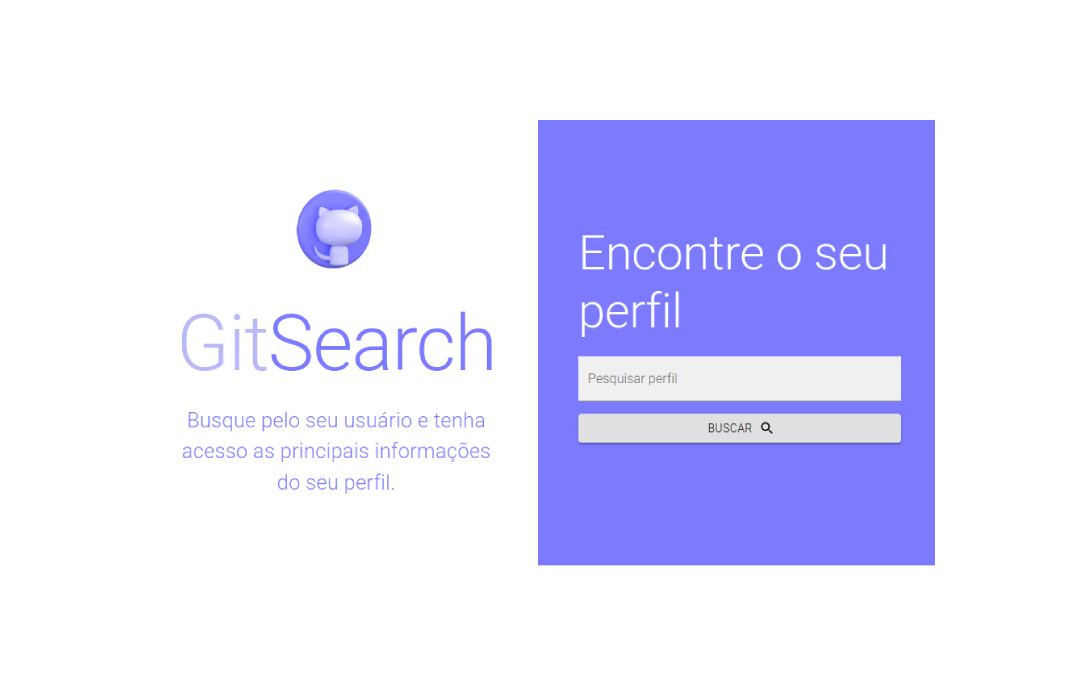 GitSearch
Busque pelo seu usuário e tenha
acesso as principais informações
do seu perfil.
Encontre o seu
perfil
Pesquisar perfil
BUSCAR